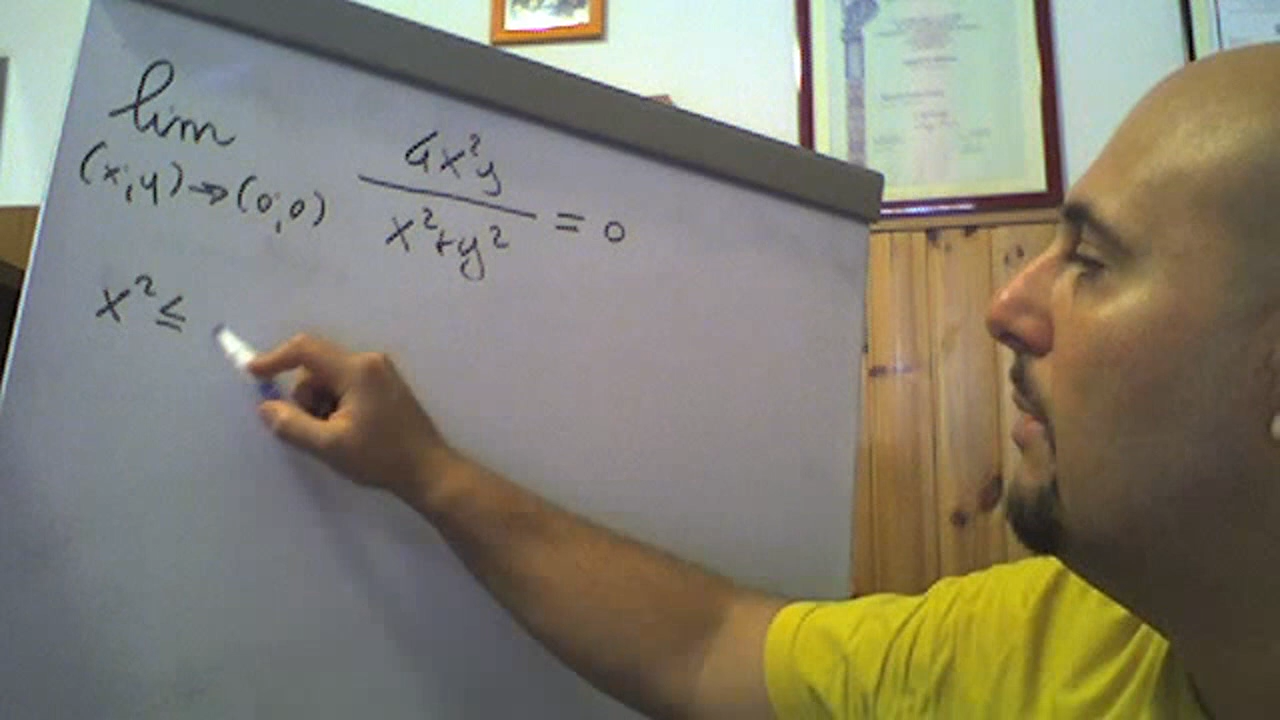 lim
(x,y)→(0,0)
4x²y
x²+y² = 0
x² ≤